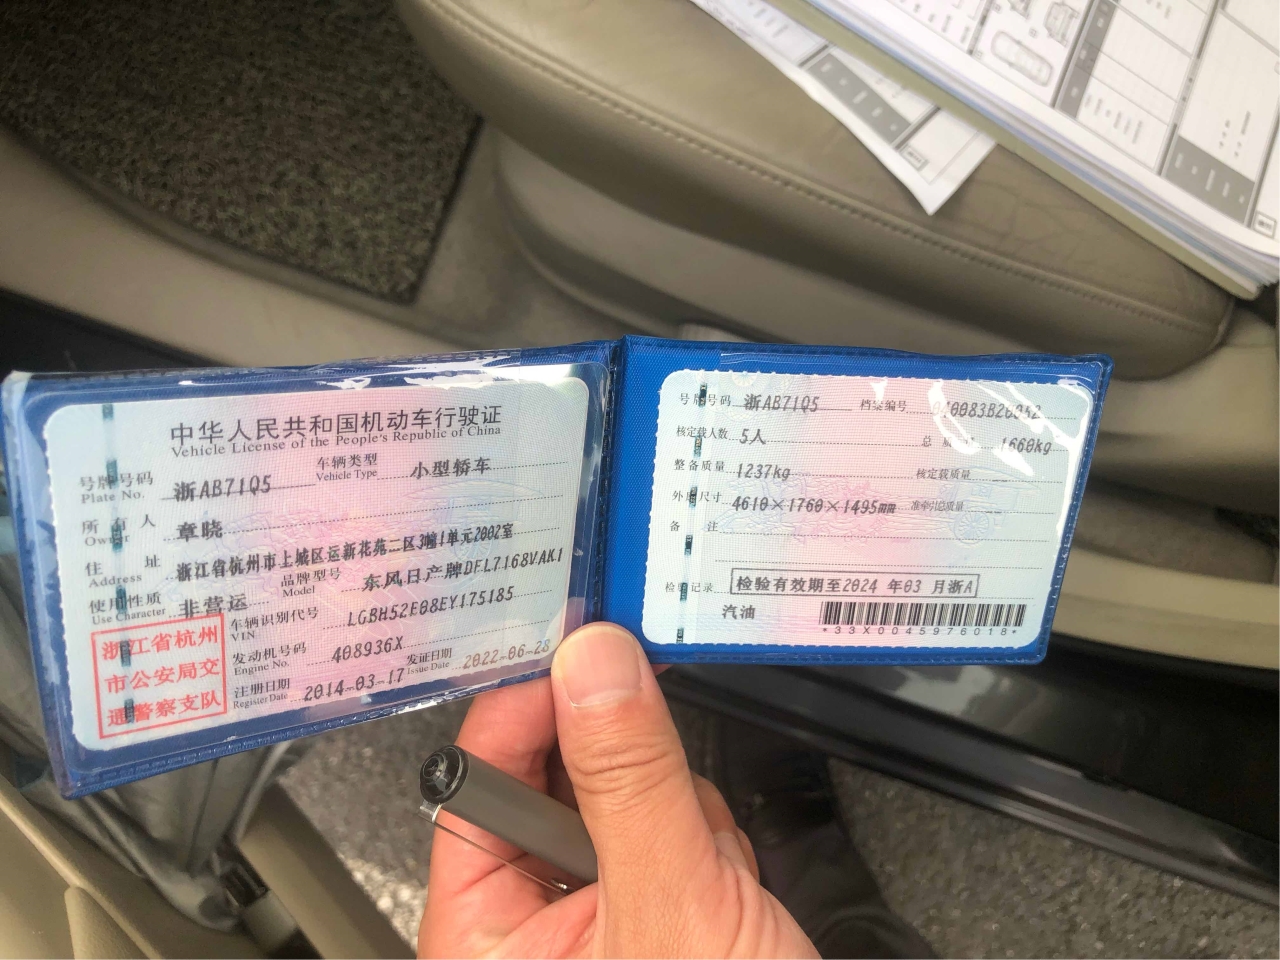 中华人民共和国机动车行驶证
Vehicle License of the People's Republic of China
号牌号码 浙AB71Q5 车辆类型 小型轿车
Plate No. Vehicle Type
所有人 章晓
Owner
住址 浙江省杭州市上城区运新花苑二区3幢1单元2002室
Address
使用性质 非营运 品牌型号 东风日产牌DFL7168VAK1
Use Character Model
车辆识别代号 LGBH52E08EY175185
VIN
发动机号码 408936X
Engine No.
注册日期 2014-03-17 发证日期 2022-06-28
Register Date Issue Date
浙江省杭州
市公安局交
通警察支队
号牌号码 浙AB71Q5 档案编号
核定载人数 5人 总质量 1660kg
整备质量 1237kg 核定载质量
外廓尺寸 4610×1760×1495mm 准牵引总质量
备注
检验记录 检验有效期至2024年03月浙A
汽油
*33X0045976018*